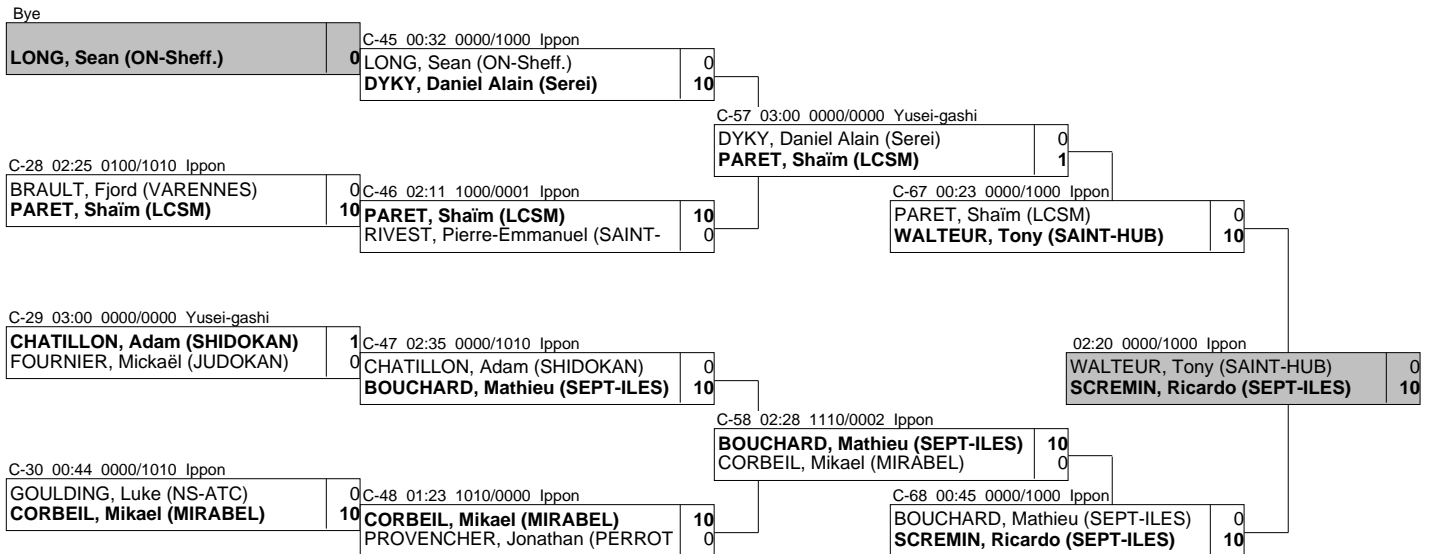 Bye
LONG, Sean (ON-Sheff.) 0
C-45 00:32 0000/1000 Ippon
LONG, Sean (ON-Sheff.) 0
DYKY, Daniel Alain (Serei) 10
C-57 03:00 0000/0000 Yusei-gashi
DYKY, Daniel Alain (Serei) 0
PARET, Shaïm (LCSM) 1
C-28 02:25 0100/1010 Ippon
BRAULT, Fjord (VARENNES) 0
PARET, Shaïm (LCSM) 10
C-46 02:11 1000/0001 Ippon
PARET, Shaïm (LCSM) 10
RIVEST, Pierre-Emmanuel (SAINT- 0
C-67 00:23 0000/1000 Ippon
PARET, Shaïm (LCSM) 0
WALTEUR, Tony (SAINT-HUB) 10
C-29 03:00 0000/0000 Yusei-gashi
CHATILLON, Adam (SHIDOKAN) 1
FOURNIER, Mickaël (JUDOKAN) 0
C-47 02:35 0000/1010 Ippon
CHATILLON, Adam (SHIDOKAN) 0
BOUCHARD, Mathieu (SEPT-ILES) 10
02:20 0000/1000 Ippon
WALTEUR, Tony (SAINT-HUB) 0
SCREMIN, Ricardo (SEPT-ILES) 10
C-58 02:28 1110/0002 Ippon
BOUCHARD, Mathieu (SEPT-ILES) 10
CORBEIL, Mikael (MIRABEL) 0
C-30 00:44 0000/1010 Ippon
GOULDING, Luke (NS-ATC) 0
CORBEIL, Mikael (MIRABEL) 10
C-48 01:23 1010/0000 Ippon
CORBEIL, Mikael (MIRABEL) 10
PROVENCHER, Jonathan (PERROT 0
C-68 00:45 0000/1000 Ippon
BOUCHARD, Mathieu (SEPT-ILES) 0
SCREMIN, Ricardo (SEPT-ILES) 10